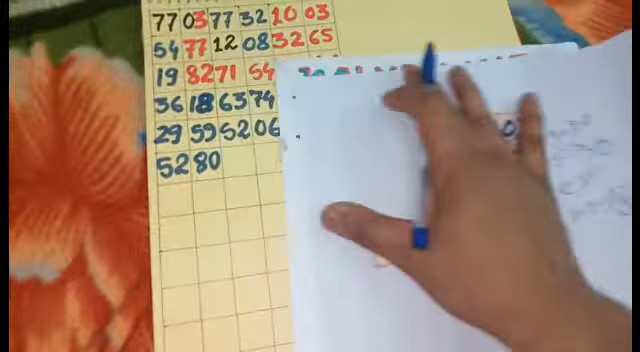 77 03 77 32 10 03
54 77 12 08 32 65
19 82 71 54
36 18 63 74
29 59 52 06
52 80